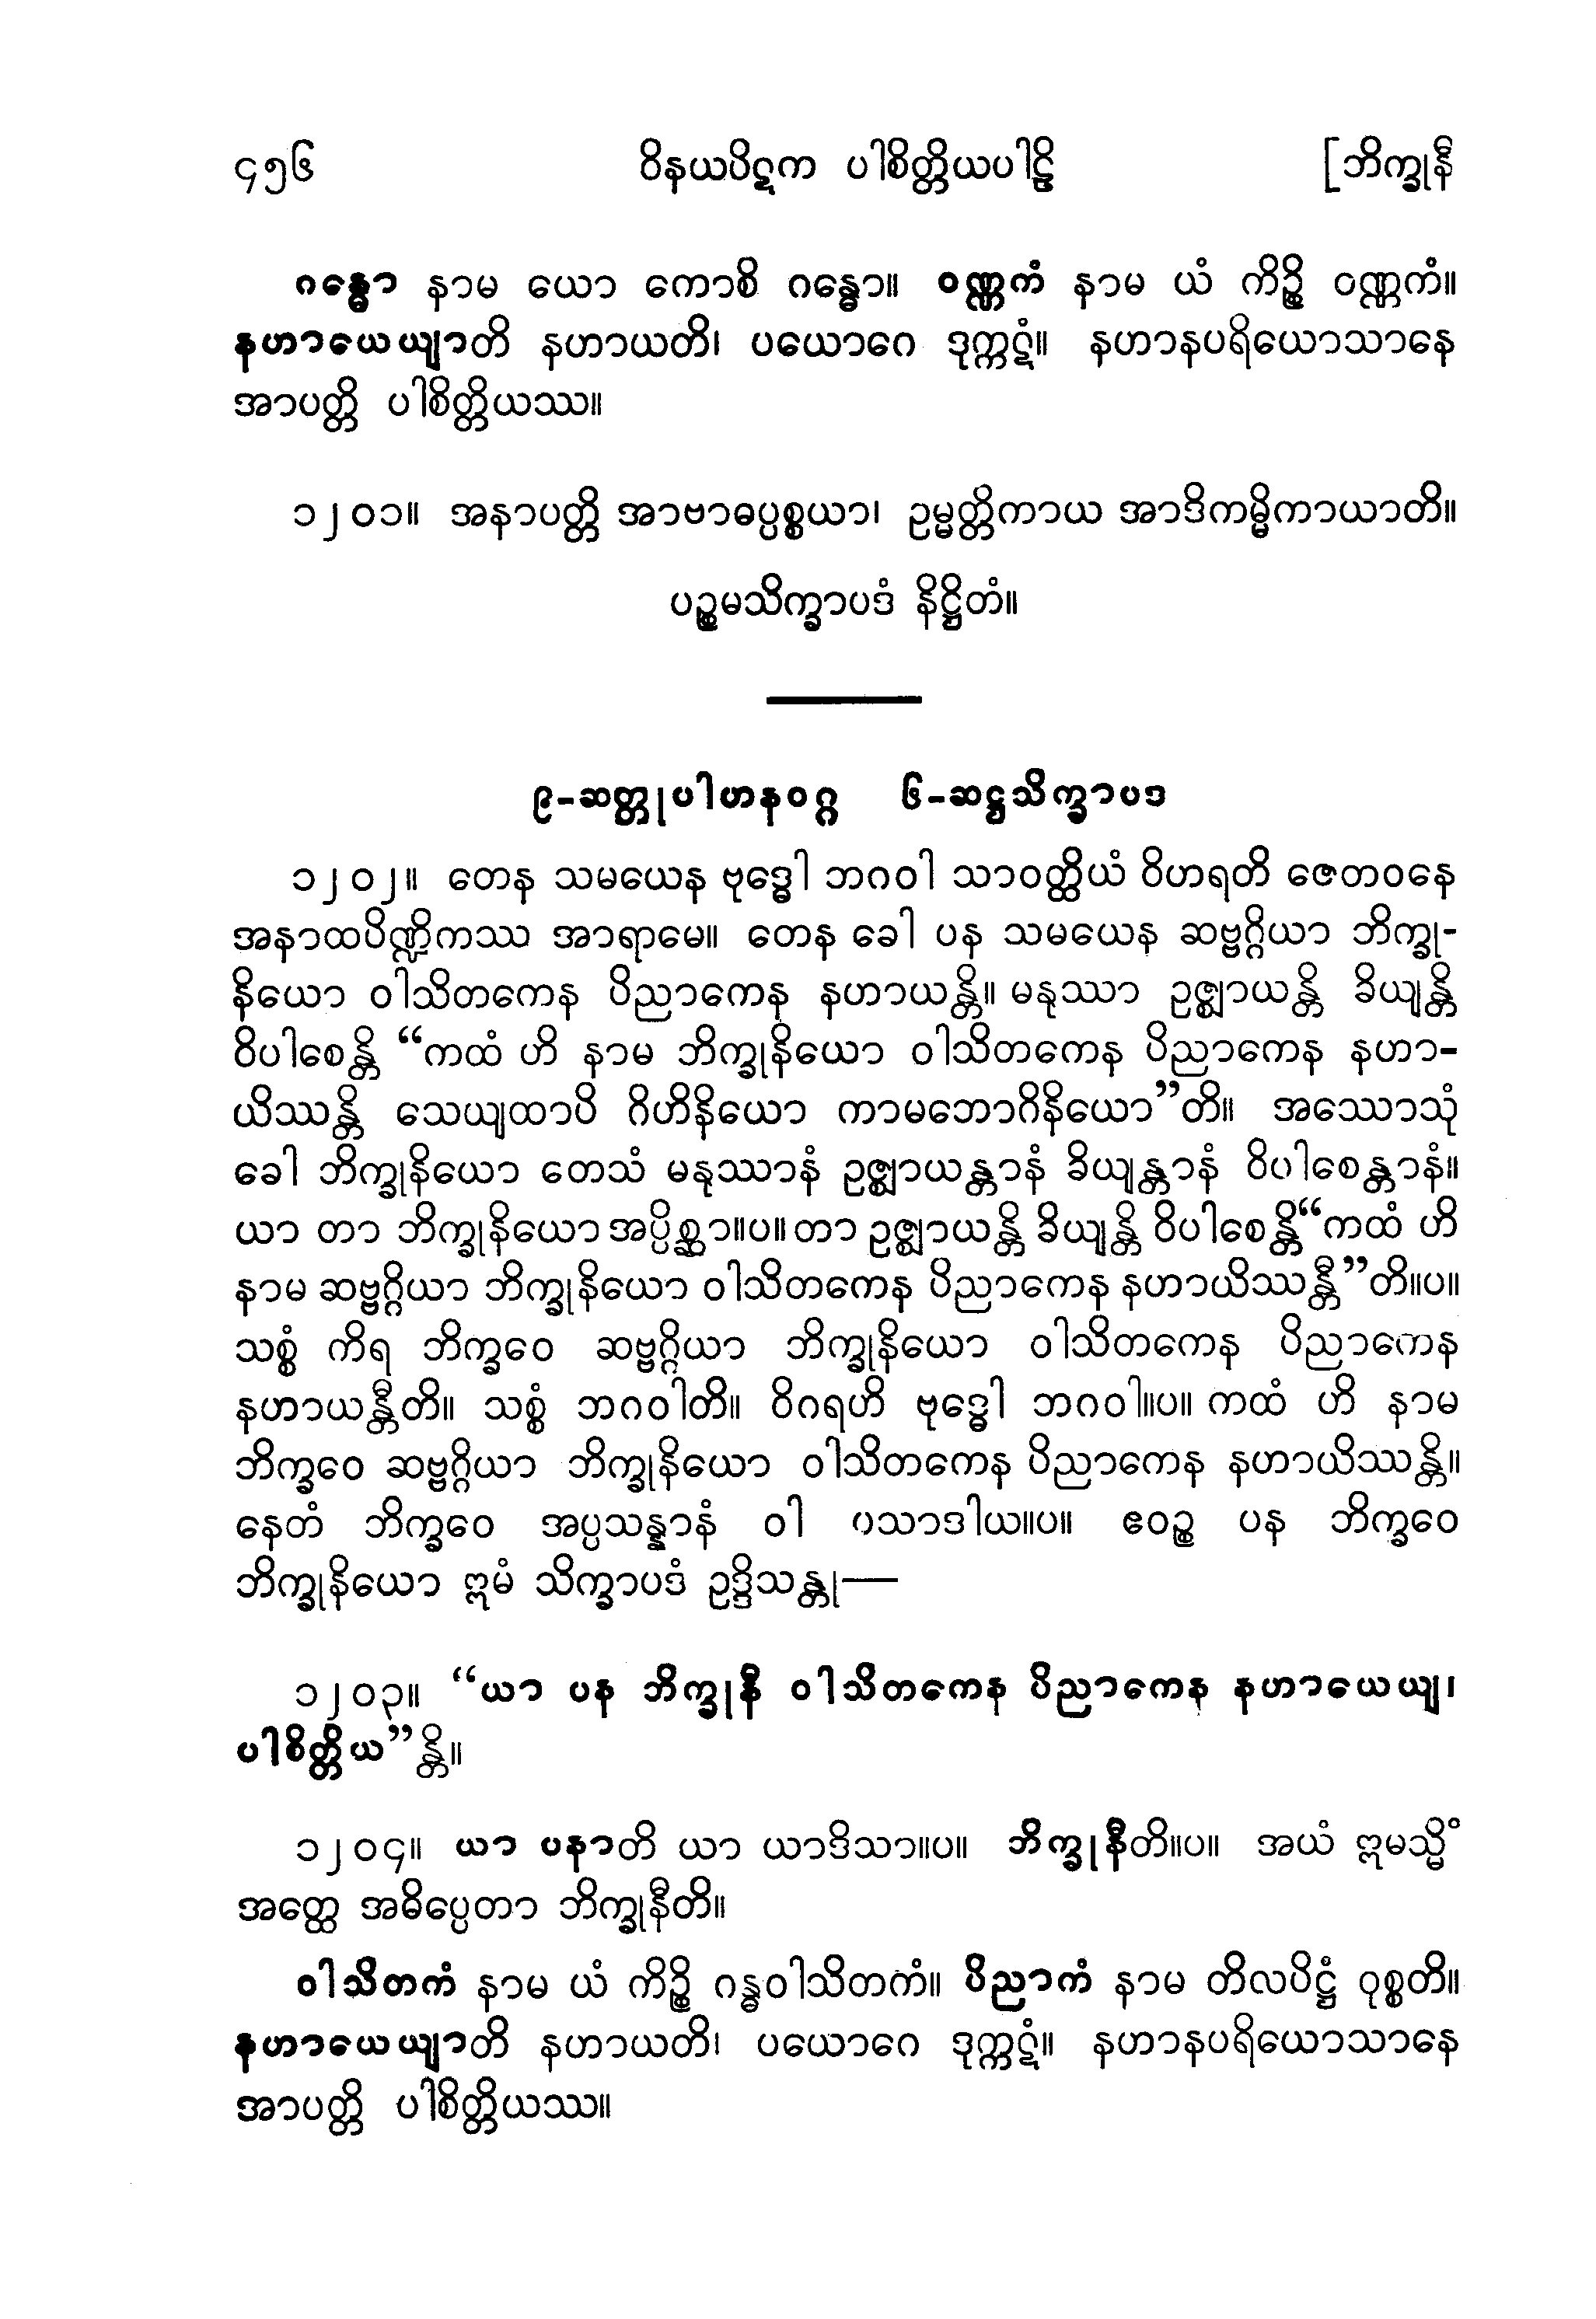 ၄၅၆ ဝိနယပိဋက ပါစိတ္တိယပါဠိ [ဘိက္ခုနီ
ဂန္ဓော နာမ ယော ကောစိ ဂန္ဓော။ ဝဏ္ဏကံ နာမ ယံ ကိဉ္စိ ဝဏ္ဏကံ။
နဟာယေယျာတိ နဟာယတိ၊ ပယောဂေ ဒုက္ကဋံ။ နဟာနပရိယောသာနေ
အာပတ္တိ ပါစိတ္တိယဿ။
၁၂၀၁။ အနာပတ္တိ အာဗာဓပ္ပစ္စယာ၊ ဥမ္မတ္တိကာယ အာဒိကမ္မိကာယာတိ။
ပဉ္စမသိက္ခာပဒံ နိဋ္ဌိတံ။
၉-ဆတ္တုပါဟနဝဂ္ဂ ၆-ဆဋ္ဌသိက္ခာပဒ
၁၂၀၂။ တေန သမယေန ဗုဒ္ဓေါ ဘဂဝါ သာဝတ္ထိယံ ဝိဟရတိ ဇေတဝနေ
အနာထပိဏ္ဍိကဿ အာရာမေ။ တေန ခေါ ပန သမယေန ဆဗ္ဗဂ္ဂိယာ ဘိက္ခု-
နိယော ဝါသိတကေန ပိညာကေန နဟာယန္တိ။ မနုဿာ ဥဇ္ဈာယန္တိ ခိယျန္တိ
ဝိပါစေန္တိ “ကထံ ဟိ နာမ ဘိက္ခုနိယော ဝါသိတကေန ပိညာကေန နဟာ-
ယိဿန္တိ သေယျထာပိ ဂိဟိနိယော ကာမဘောဂိနိယော”တိ။ အဿောသုံ
ခေါ ဘိက္ခုနိယော တေသံ မနုဿာနံ ဥဇ္ဈာယန္တာနံ ခိယျန္တာနံ ဝိပါစေန္တာနံ။
ယာ တာ ဘိက္ခုနိယော အပ္ပိစ္ဆာ။ပ။ တာ ဥဇ္ဈာယန္တိ ခိယျန္တိ ဝိပါစေန္တိ “ကထံ ဟိ
နာမ ဆဗ္ဗဂ္ဂိယာ ဘိက္ခုနိယော ဝါသိတကေန ပိညာကေန နဟာယိဿန္တီ”တိ။ပ။
သစ္စံ ကိရ ဘိက္ခဝေ ဆဗ္ဗဂ္ဂိယာ ဘိက္ခုနိယော ဝါသိတကေန ပိညာကေန
နဟာယန္တီတိ။ သစ္စံ ဘဂဝါတိ။ ဝိဂရဟိ ဗုဒ္ဓေါ ဘဂဝါ။ပ။ ကထံ ဟိ နာမ
ဘိက္ခဝေ ဆဗ္ဗဂ္ဂိယာ ဘိက္ခုနိယော ဝါသိတကေန ပိညာကေန နဟာယိဿန္တိ။
နေတံ ဘိက္ခဝေ အပ္ပသန္နာနံ ဝါ ပသာဒါယ။ပ။ ဧဝဉ္စ ပန ဘိက္ခဝေ
ဘိက္ခုနိယော ဣမံ သိက္ခာပဒံ ဥဒ္ဒိသန္တု—
၁၂၀၃။ “ယာ ပန ဘိက္ခုနီ ဝါသိတကေန ပိညာကေန နဟာယေယျ၊
ပါစိတ္တိယ”န္တိ။
၁၂၀၄။ ယာ ပနာတိ ယာ ယာဒိသာ။ပ။ ဘိက္ခုနီတိ။ပ။ အယံ ဣမသ္မိံ
အတ္ထေ အဓိပ္ပေတာ ဘိက္ခုနီတိ။
ဝါသိတကံ နာမ ယံ ကိဉ္စိ ဂန္ဓဝါသိတကံ။ ပိညာကံ နာမ တိလပိဋ္ဌံ ဝုစ္စတိ။
နဟာယေယျာတိ နဟာယတိ၊ ပယောဂေ ဒုက္ကဋံ။ နဟာနပရိယောသာနေ
အာပတ္တိ ပါစိတ္တိယဿ။